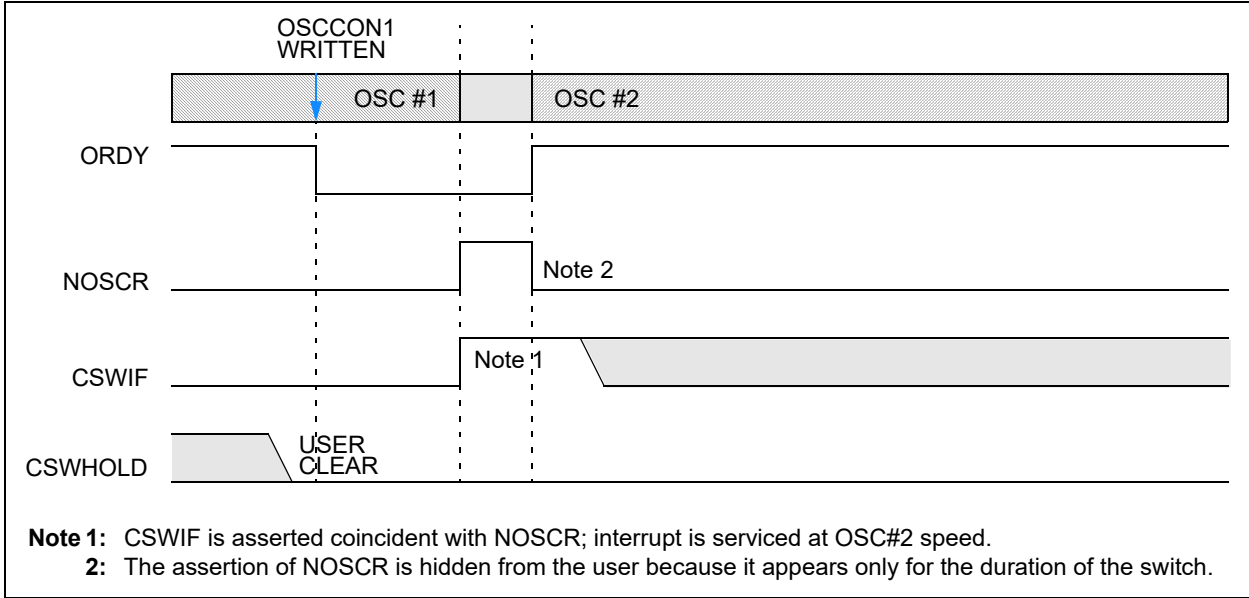 OSCCON1
WRITTEN
OSC #1
OSC #2
ORDY
NOSCR
Note 2
CSWIF
Note 1
CSWHOLD
USER
CLEAR
Note 1: CSWIF is asserted coincident with NOSCR; interrupt is serviced at OSC#2 speed.
2: The assertion of NOSCR is hidden from the user because it appears only for the duration of the switch.